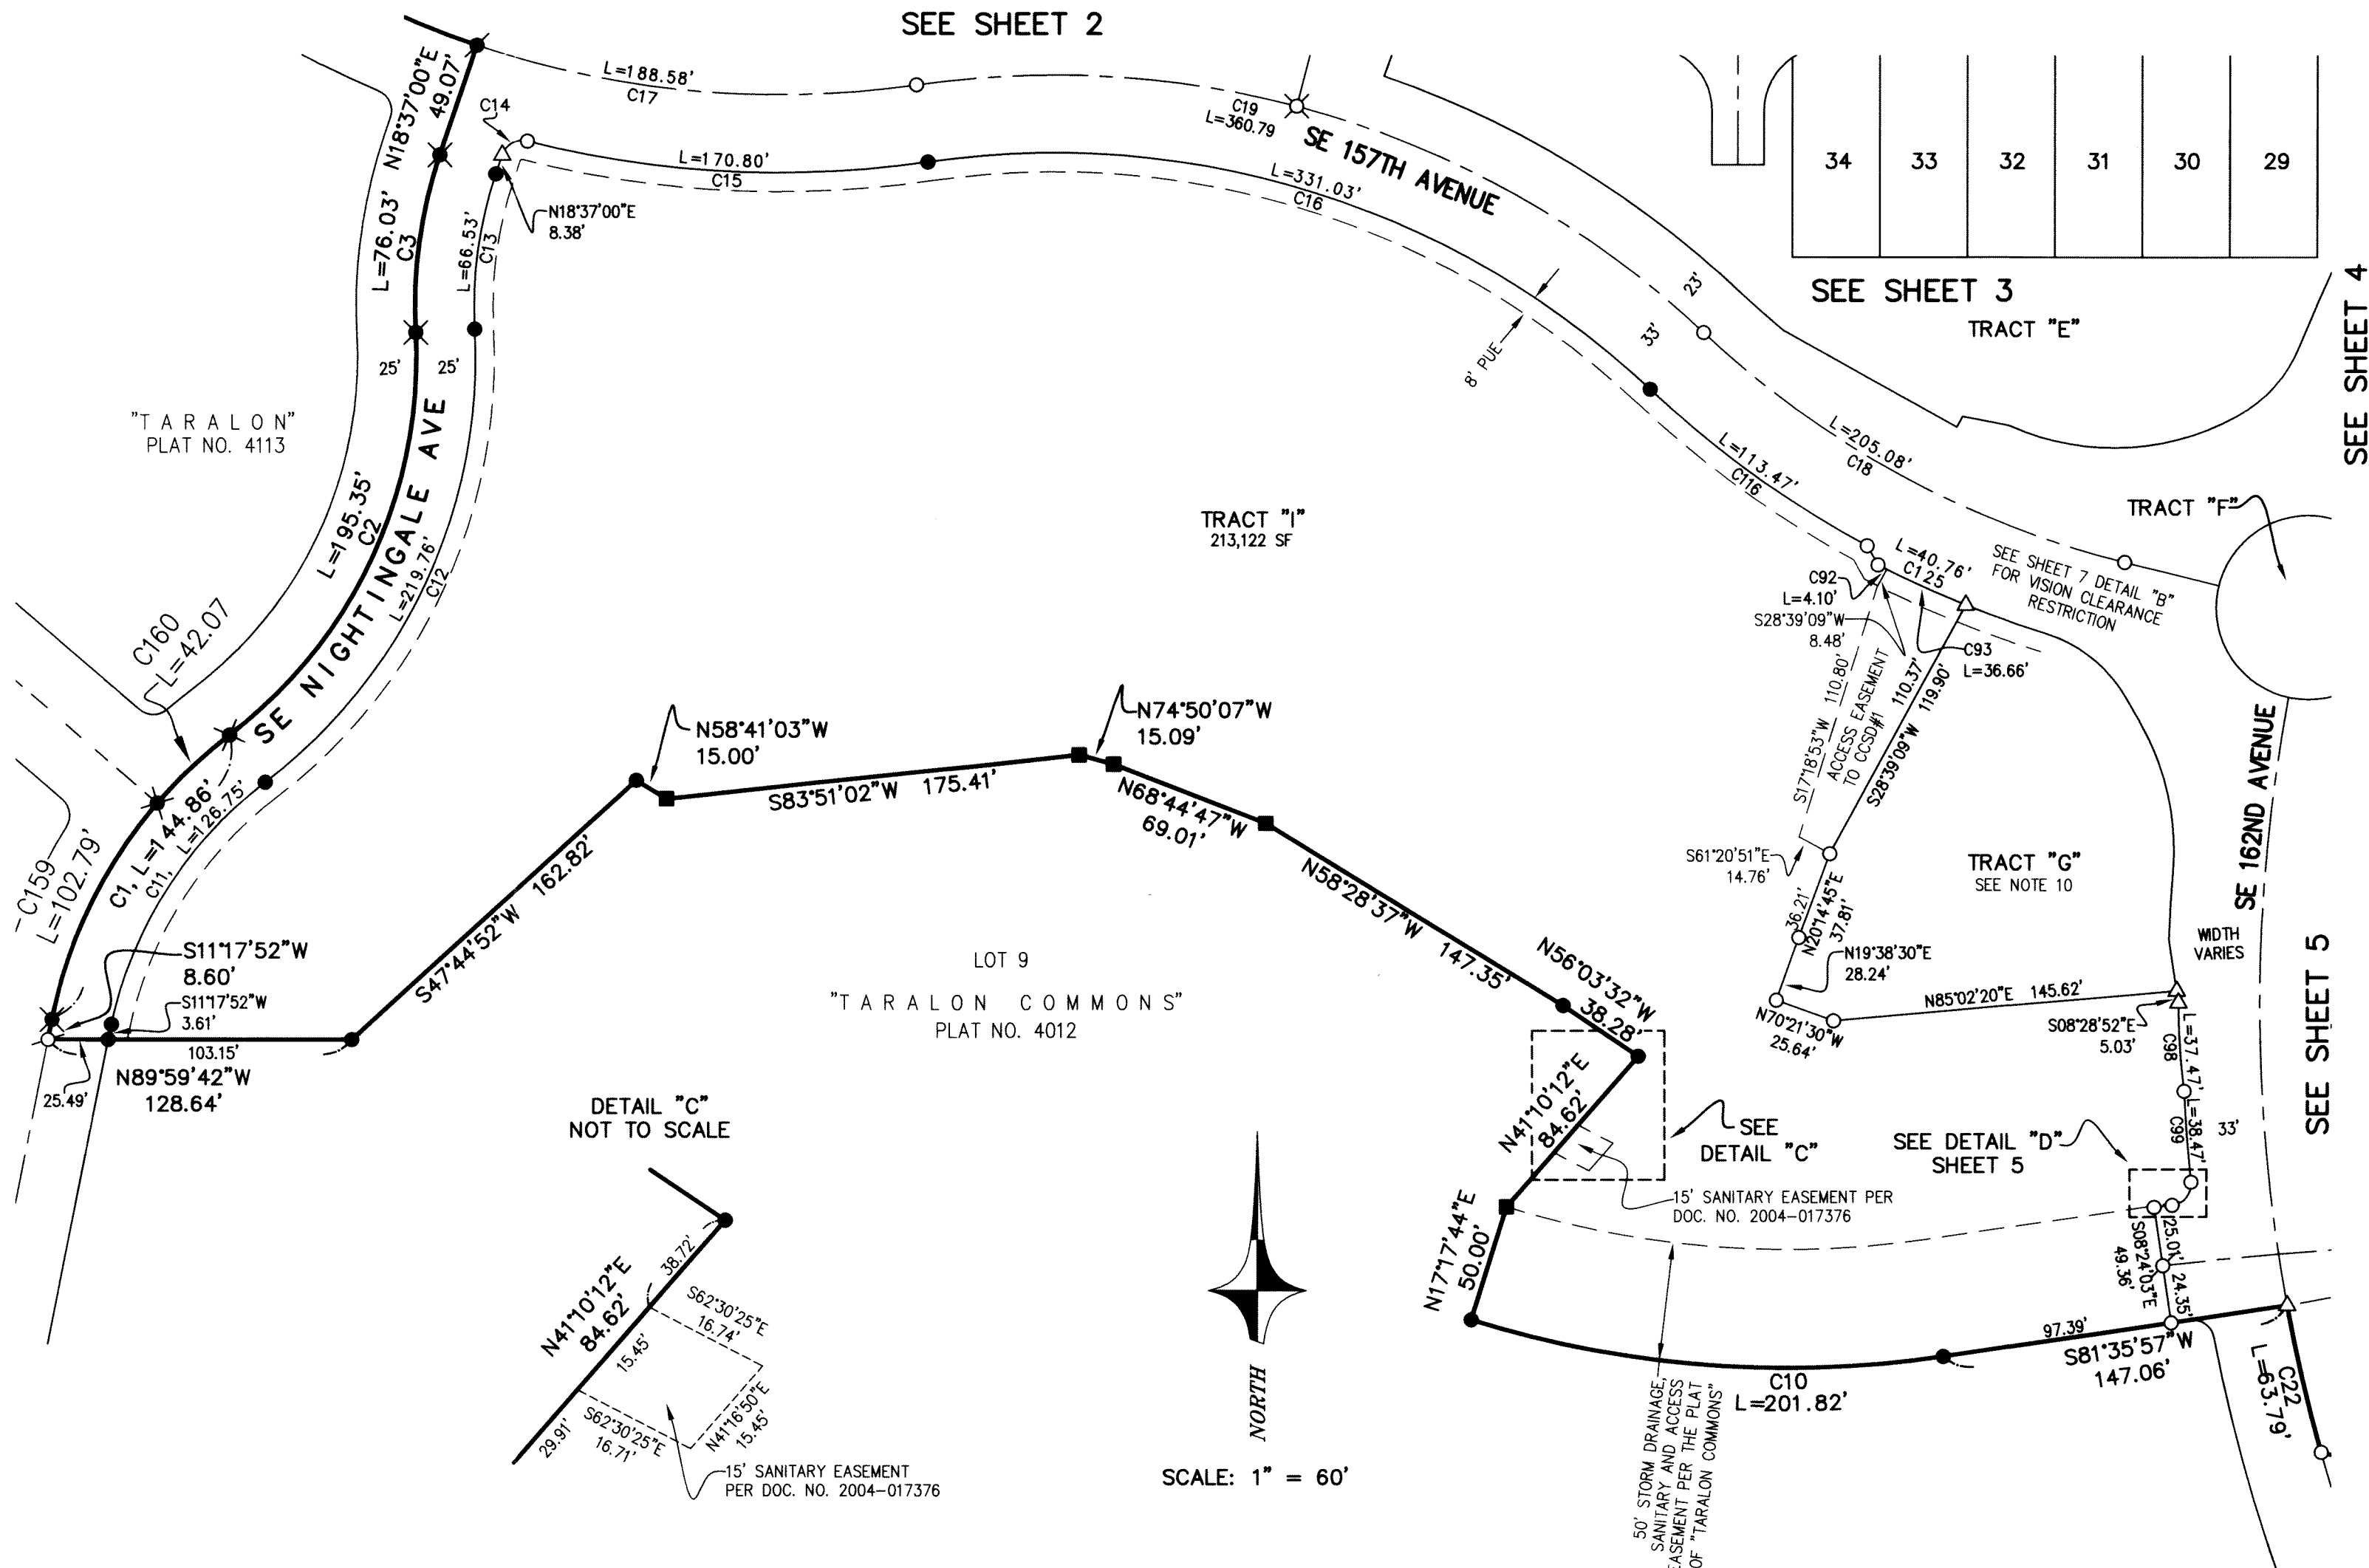 SEE SHEET 2
N18°37'00"E
49.07'
L=188.58'
C17
C14
C19
L=360.79
SE 157TH AVENUE
L=170.80'
C15
L=331.03'
C16
N18°37'00"E
8.38'
L=76.03'
C3
L=66.53'
C13
34
33
32
31
30
29
SEE SHEET 3
TRACT "E"
SEE SHEET 4
23'
33'
8' PUE
25'
25'
"TARALON"
PLAT NO. 4113
L=195.35'
C2
SE NIGHTINGALE AVE
L=219.76'
C12
TRACT "I"
213,122 SF
L=113.47'
C116
L=205.08'
C18
TRACT "F"
L=40.76'
C125
SEE SHEET 7 DETAIL "B"
FOR VISION CLEARANCE
RESTRICTION
C92
L=4.10'
S28°39'09"W
8.48'
C93
L=36.66'
S17°18'53"W 110.80'
ACCESS EASEMENT
TO CCSD#1
110.37'
S28°39'09"W 119.90'
C160
L=42.07
N58°41'03"W
15.00'
N74°50'07"W
15.09'
S83°51'02"W 175.41'
N68°44'47"W
69.01'
SE 162ND AVENUE
C159
L=102.79'
C1, L=144.86'
C11, L=126.75'
S47°44'52"W 162.82'
N58°28'37"W 147.35'
S61°20'51"E
14.76'
TRACT "G"
SEE NOTE 10
36.21'
N20°14'45"E
37.81'
WIDTH
VARIES
SEE SHEET 5
S11°17'52"W
8.60'
S11°17'52"W
3.61'
LOT 9
"TARALON COMMONS"
PLAT NO. 4012
N56°03'32"W
38.28'
N19°38'30"E
28.24'
N85°02'20"E 145.62'
N70°21'30"W
25.64'
S08°28'52"E
5.03'
L=37.47'
C98
103.15'
N89°59'42"W
128.64'
25.49'
DETAIL "C"
NOT TO SCALE
N41°10'12"E
84.62'
SEE
DETAIL "C"
SEE DETAIL "D"
SHEET 5
L=38.47'
C99
33'
15' SANITARY EASEMENT PER
DOC. NO. 2004-017376
N17°17'44"E
50.00'
25.01'
S08°24'03"E
49.36'
24.35'
38.72'
N41°10'12"E
84.62'
S62°30'25"E
16.74'
15.45'
N41°16'50"E
15.45'
S62°30'25"E
16.71'
29.91'
15' SANITARY EASEMENT
PER DOC. NO. 2004-017376
NORTH
SCALE: 1" = 60'
97.39'
S81°35'57"W
147.06'
C10
L=201.82'
C22
L=63.79'
50' STORM DRAINAGE,
SANITARY AND ACCESS
EASEMENT PER THE PLAT
OF "TARALON COMMONS"